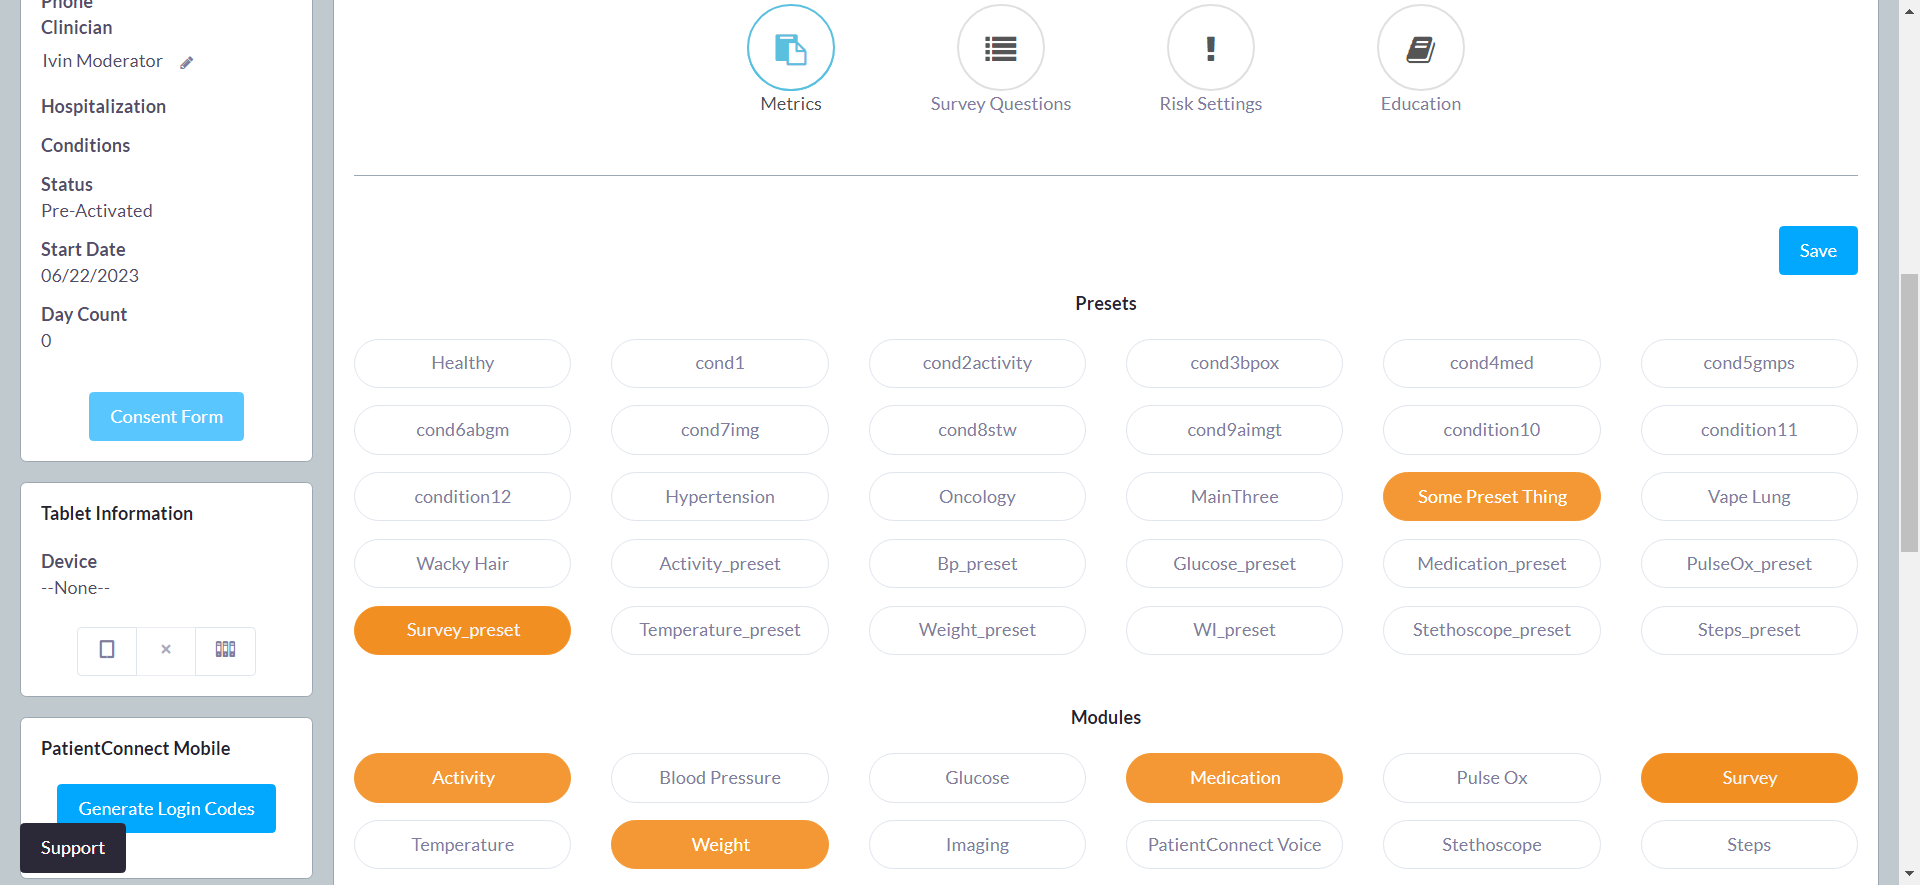 Phone
Clinician
Ivin Moderator
Hospitalization
Conditions
Status
Pre-Activated
Start Date
06/22/2023
Day Count
0
Consent Form
Tablet Information
Device
--None--
PatientConnect Mobile
Generate Login Codes
Support
Metrics
Survey Questions
Risk Settings
Education
Save
Presets
Healthy
cond1
cond2activity
cond3bpox
cond4med
cond5gmps
cond6abgm
cond7img
cond8stw
cond9aimgt
condition10
condition11
condition12
Hypertension
Oncology
MainThree
Some Preset Thing
Vape Lung
Wacky Hair
Activity_preset
Bp_preset
Glucose_preset
Medication_preset
PulseOx_preset
Survey_preset
Temperature_preset
Weight_preset
WI_preset
Stethoscope_preset
Steps_preset
Modules
Activity
Blood Pressure
Glucose
Medication
Pulse Ox
Survey
Temperature
Weight
Imaging
PatientConnect Voice
Stethoscope
Steps